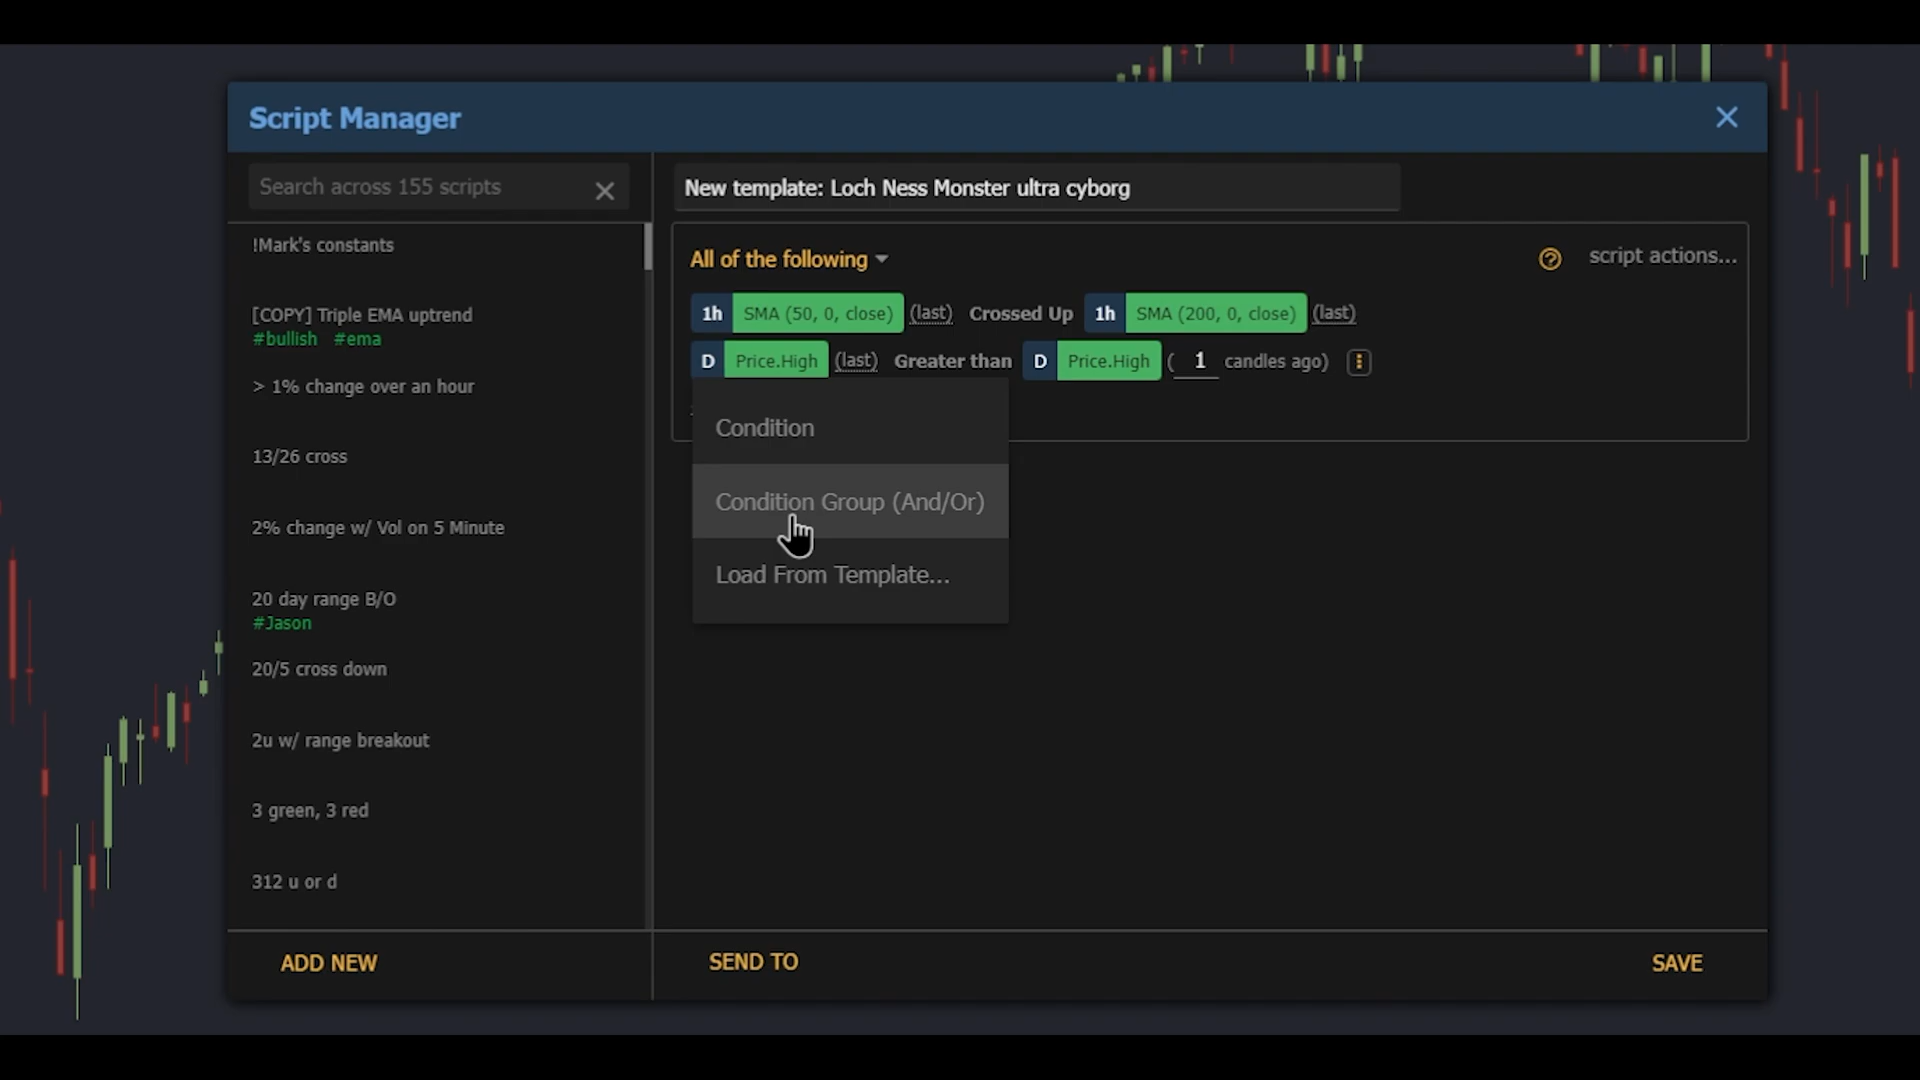 Script Manager
Search across 155 scripts
!Mark's constants
[COPY] Triple EMA uptrend
#bullish #ema
> 1% change over an hour
13/26 cross
2% change w/ Vol on 5 Minute
20 day range B/O
#Jason
20/5 cross down
2u w/ range breakout
3 green, 3 red
312 u or d
ADD NEW
New template: Loch Ness Monster ultra cyborg
All of the following
script actions...
1h SMA (50, 0, close) (last) Crossed Up 1h SMA (200, 0, close) (last)
D Price.High (last) Greater than D Price.High ( 1 candles ago)
Condition
Condition Group (And/Or)
Load From Template...
SEND TO
SAVE